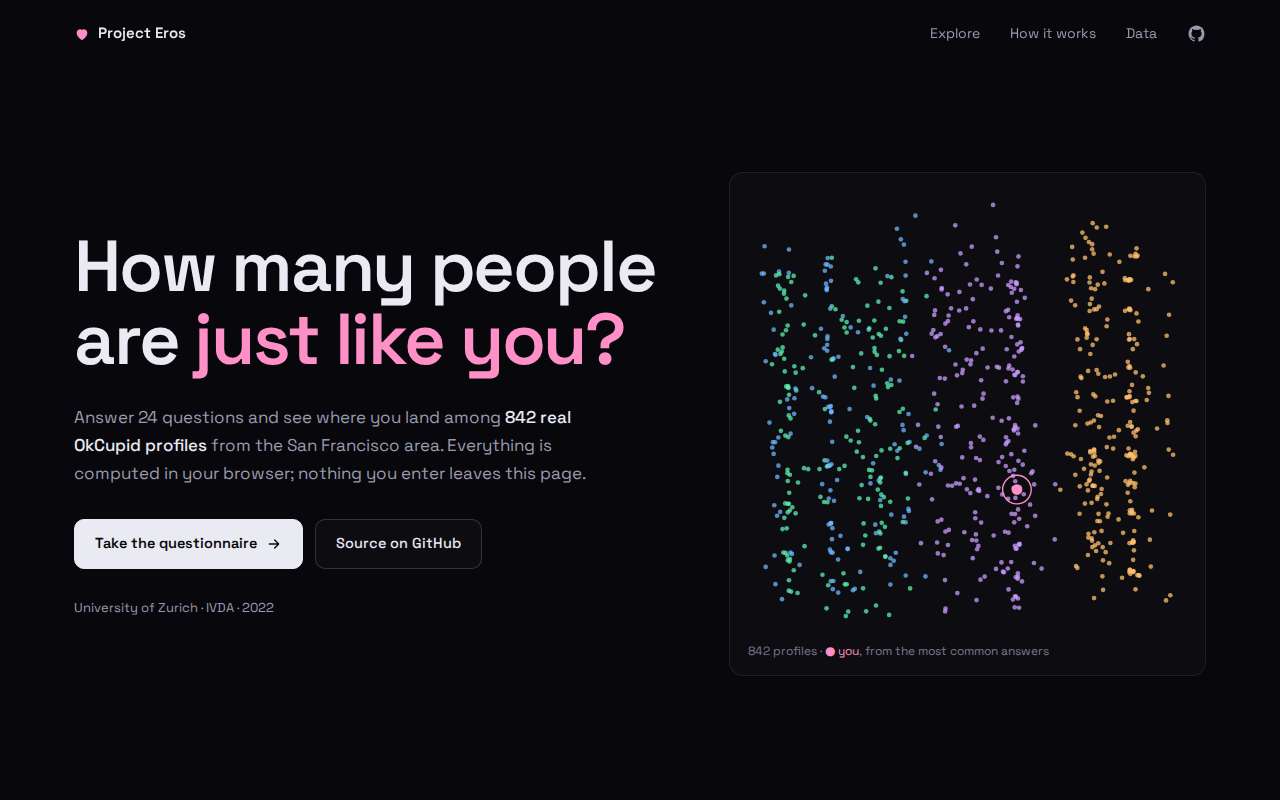 Project Eros
Explore
How it works
Data
How many people
are just like you?
Answer 24 questions and see where you land among 842 real
OkCupid profiles from the San Francisco area. Everything is
computed in your browser; nothing you enter leaves this page.
Take the questionnaire →
Source on GitHub
University of Zurich · IVDA · 2022
842 profiles · you, from the most common answers